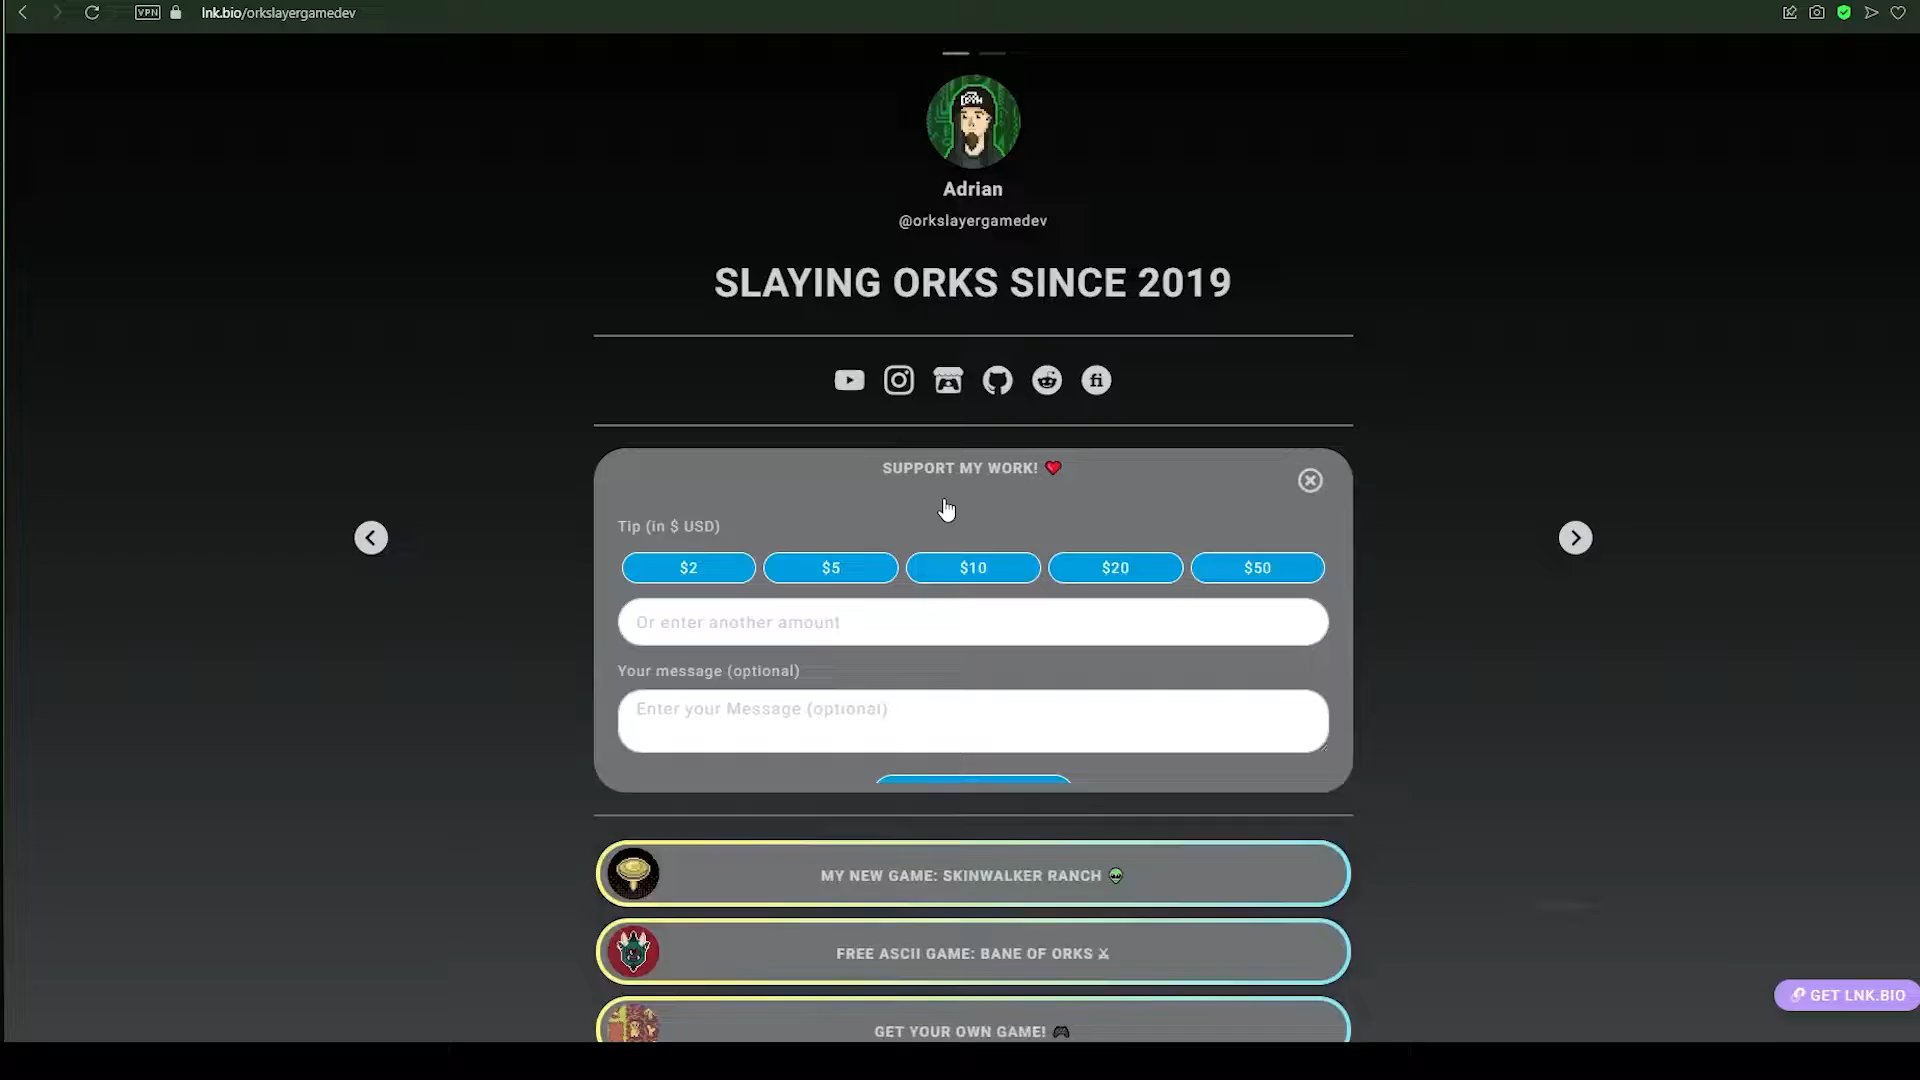 VPN
lnk.bio/orkslayergamedev
Adrian
@orkslayergamedev
SLAYING ORKS SINCE 2019
fi
SUPPORT MY WORK! ❤️
Tip (in $ USD)
$2 $5 $10 $20 $50
Or enter another amount
Your message (optional)
Enter your Message (optional)
MY NEW GAME: SKINWALKER RANCH 👽
FREE ASCII GAME: BANE OF ORKS ⚔
GET YOUR OWN GAME! 🎮
GET LNK.BIO